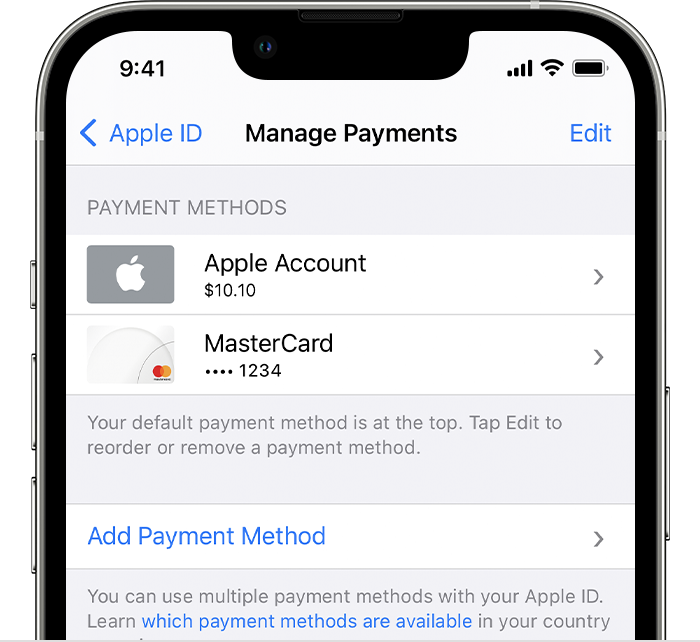 9:41
Apple ID Manage Payments Edit
PAYMENT METHODS
Apple Account
$10.10
MasterCard
•••• 1234
Your default payment method is at the top. Tap Edit to
reorder or remove a payment method.
Add Payment Method
You can use multiple payment methods with your Apple ID.
Learn which payment methods are available in your country